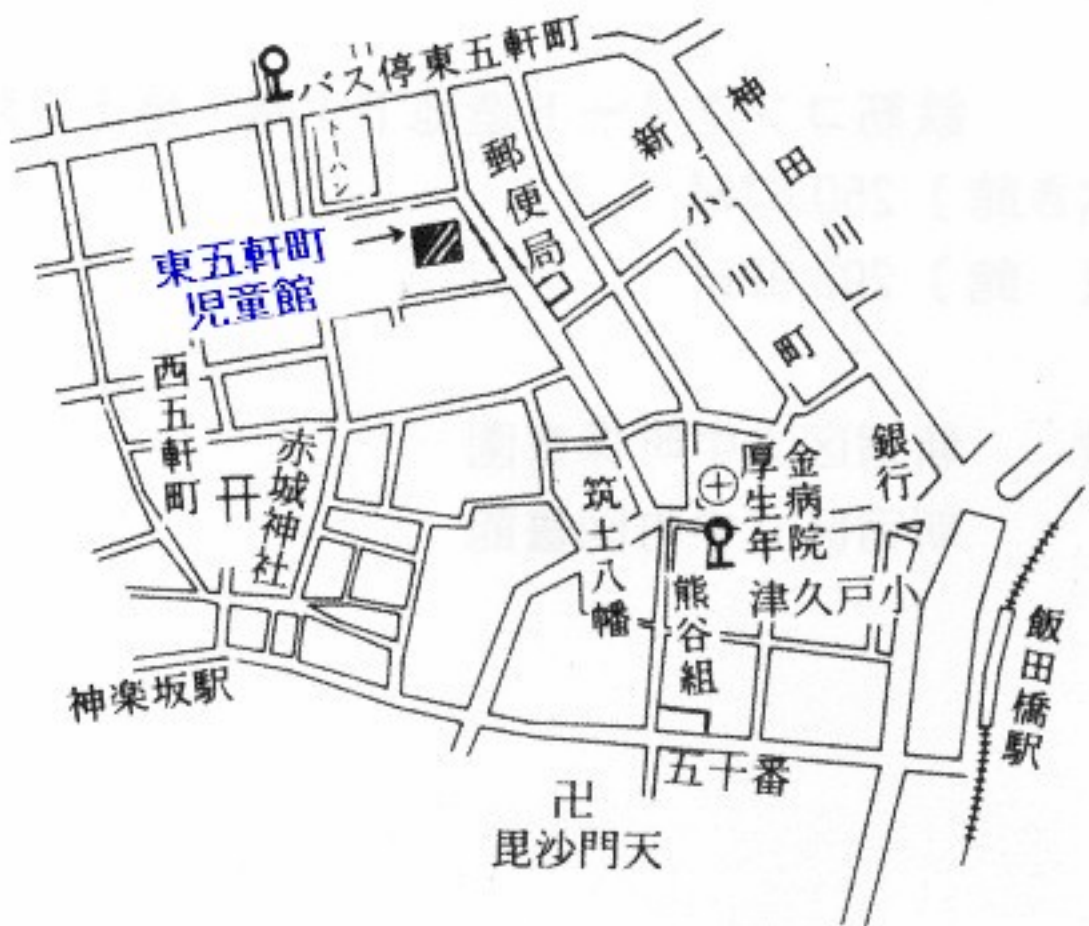 バス停東五軒町
トーハン
郵便局
新小川町
神田川
東五軒町
児童館
西五軒町
赤城神社
筑土八幡
厚生年
金病院
銀行
津久戸小
熊谷組
飯田橋駅
神楽坂駅
五十番
卍
毘沙門天